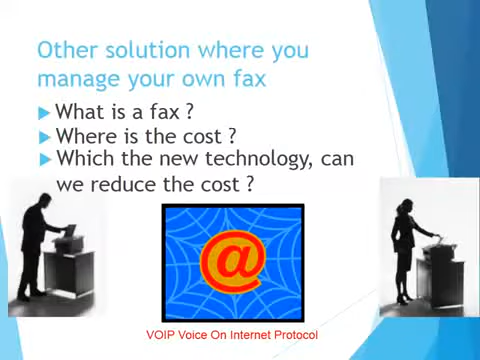 Other solution where you
manage your own fax
What is a fax ?
Where is the cost ?
Which the new technology, can
we reduce the cost ?
@
VOIP Voice On Internet Protocol